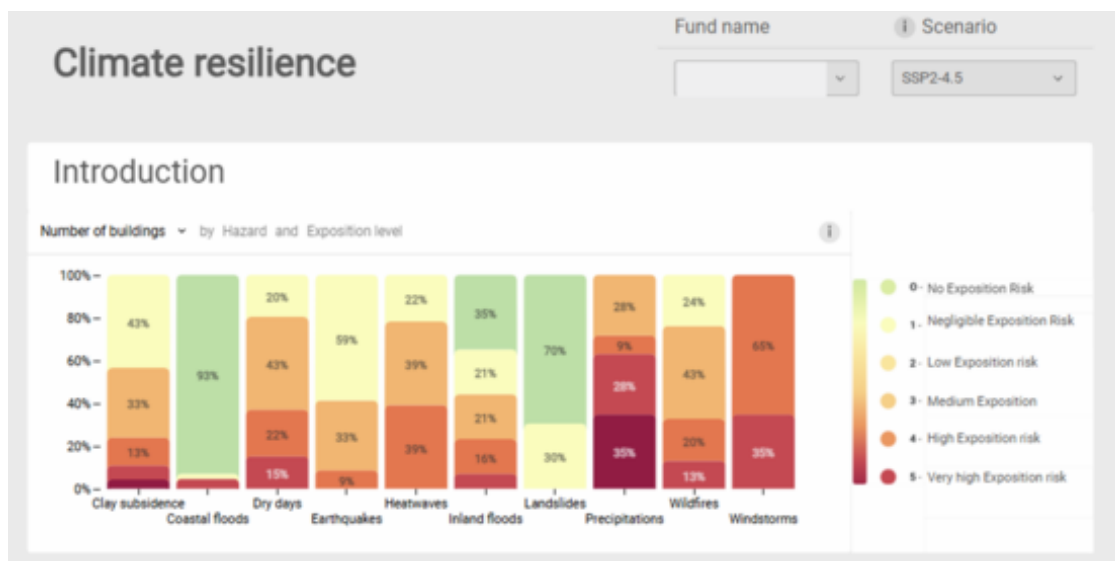 Fund name
i Scenario
Climate resilience
SSP2-4.5
Introduction
Number of buildings by Hazard and Exposition level
i
100%
80%
60%
40%
20%
0%
43%
33%
13%
93%
20%
43%
22%
15%
59%
33%
9%
22%
39%
39%
35%
21%
21%
16%
70%
30%
28%
9%
28%
35%
24%
43%
20%
13%
65%
35%
Clay subsidence
Coastal floods
Dry days
Earthquakes
Heatwaves
Inland floods
Landslides
Precipitations
Wildfires
Windstorms
0 - No Exposition Risk
1 - Negligible Exposition Risk
2 - Low Exposition risk
3 - Medium Exposition
4 - High Exposition risk
5 - Very high Exposition risk